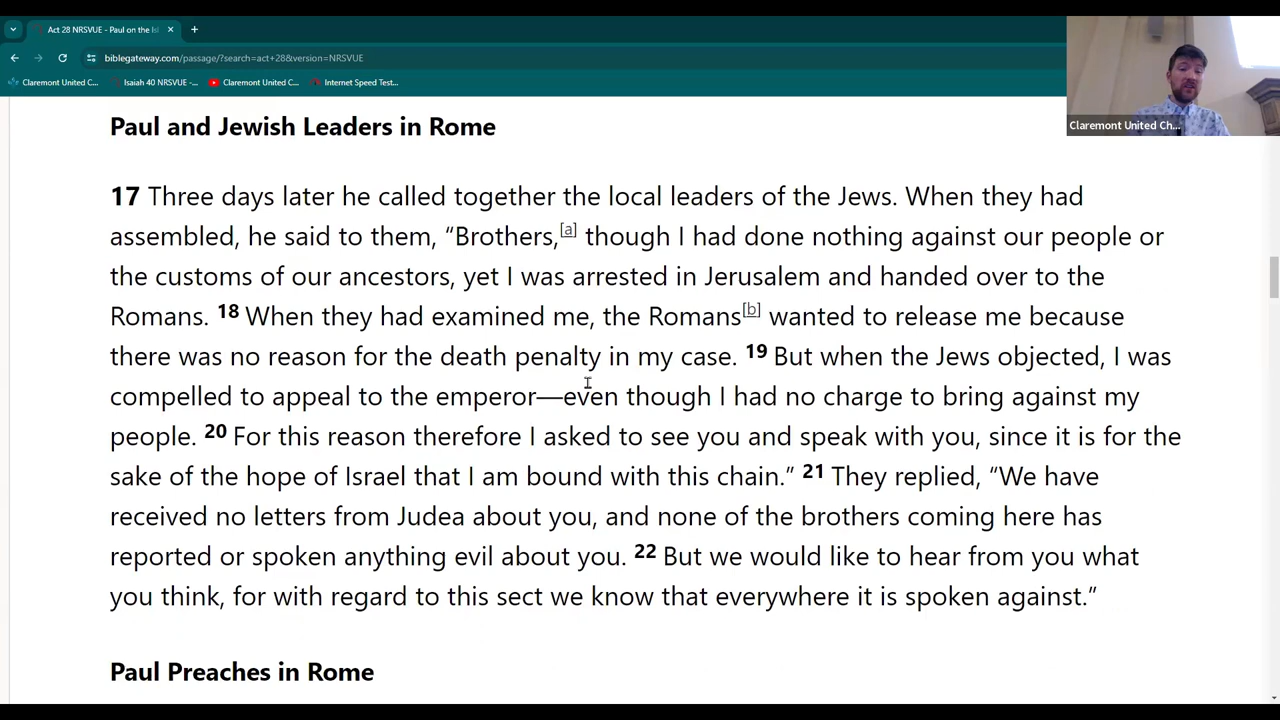 Act 28 NRSVUE - Paul on the Isl
biblegateway.com/passage/?search=act+28&version=NRSVUE
Claremont United C...
Isaiah 40 NRSVUE -...
Claremont United C...
Internet Speed Test...
Claremont United Ch...
Paul and Jewish Leaders in Rome
17 Three days later he called together the local leaders of the Jews. When they had
assembled, he said to them, “Brothers,[a] though I had done nothing against our people or
the customs of our ancestors, yet I was arrested in Jerusalem and handed over to the
Romans. 18 When they had examined me, the Romans[b] wanted to release me because
there was no reason for the death penalty in my case. 19 But when the Jews objected, I was
compelled to appeal to the emperor—even though I had no charge to bring against my
people. 20 For this reason therefore I asked to see you and speak with you, since it is for the
sake of the hope of Israel that I am bound with this chain.” 21 They replied, “We have
received no letters from Judea about you, and none of the brothers coming here has
reported or spoken anything evil about you. 22 But we would like to hear from you what
you think, for with regard to this sect we know that everywhere it is spoken against.”
Paul Preaches in Rome